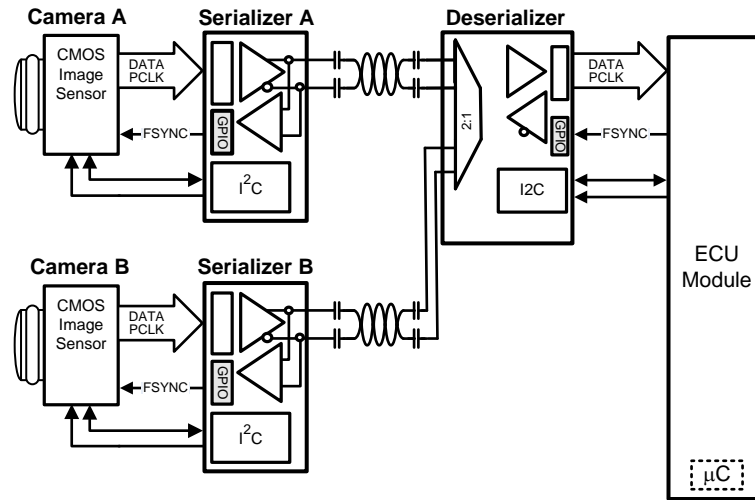 Camera A
Serializer A
Deserializer
CMOS
Image
Sensor
DATA
PCLK
FSYNC
GPIO
I²C
2:1
DATA
PCLK
GPIO
FSYNC
I2C
ECU
Module
Camera B
Serializer B
CMOS
Image
Sensor
DATA
PCLK
FSYNC
GPIO
I²C
µC